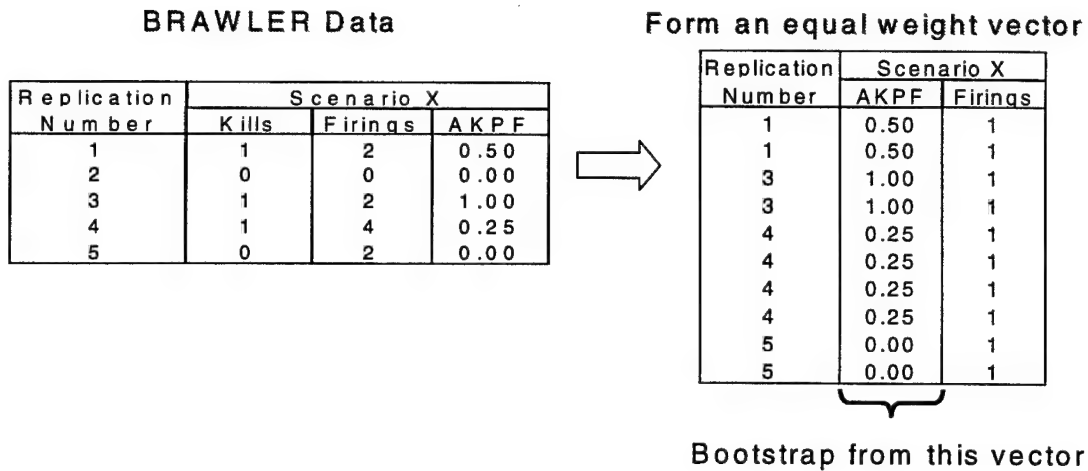 BRAWLER Data
Replication Scenario X
Number Kills Firings AKPF
1 1 2 0.50
2 0 0 0.00
3 1 2 1.00
4 1 4 0.25
5 0 2 0.00
Form an equal weight vector
Replication Scenario X
Number AKPF Firings
1 0.50 1
1 0.50 1
3 1.00 1
3 1.00 1
4 0.25 1
4 0.25 1
4 0.25 1
4 0.25 1
5 0.00 1
5 0.00 1
Bootstrap from this vector